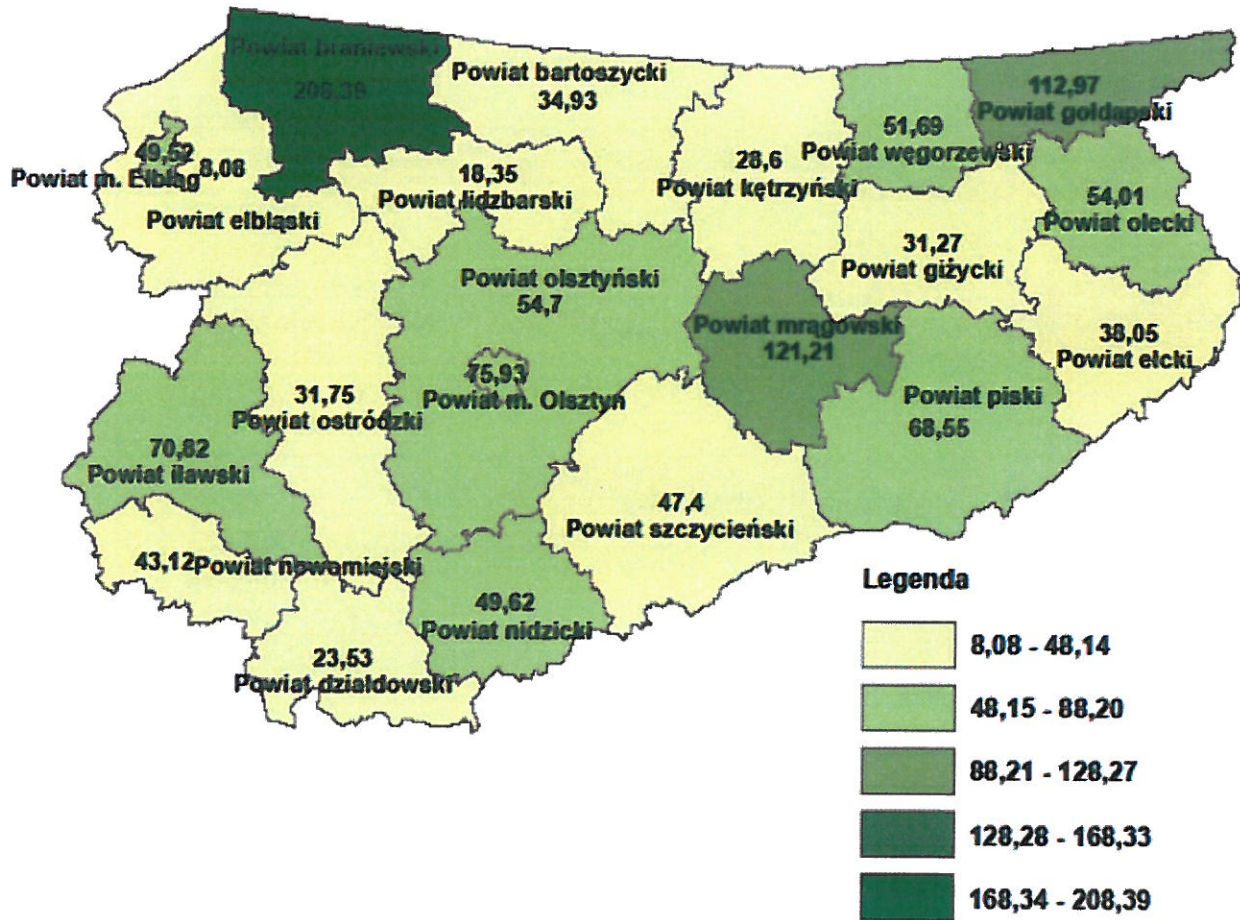 Powiat braniewski
208,39
Powiat bartoszycki
34,93
112,97
Powiat gołdapski
51,69
Powiat węgorzewski
49,52
Powiat m. Elbląg
8,08
Powiat elbląski
18,35
Powiat lidzbarski
28,6
Powiat kętrzyński
54,01
Powiat olecki
31,27
Powiat giżycki
Powiat olsztyński
54,7
Powiat mrągowski
121,21
38,05
Powiat ełcki
75,93
Powiat m. Olsztyn
31,75
Powiat ostródzki
Powiat piski
68,55
70,82
Powiat iławski
47,4
Powiat szczycieński
43,12
Powiat nowomiejski
49,62
Powiat nidzicki
23,53
Powiat działdowski
Legenda
8,08 - 48,14
48,15 - 88,20
88,21 - 128,27
128,28 - 168,33
168,34 - 208,39